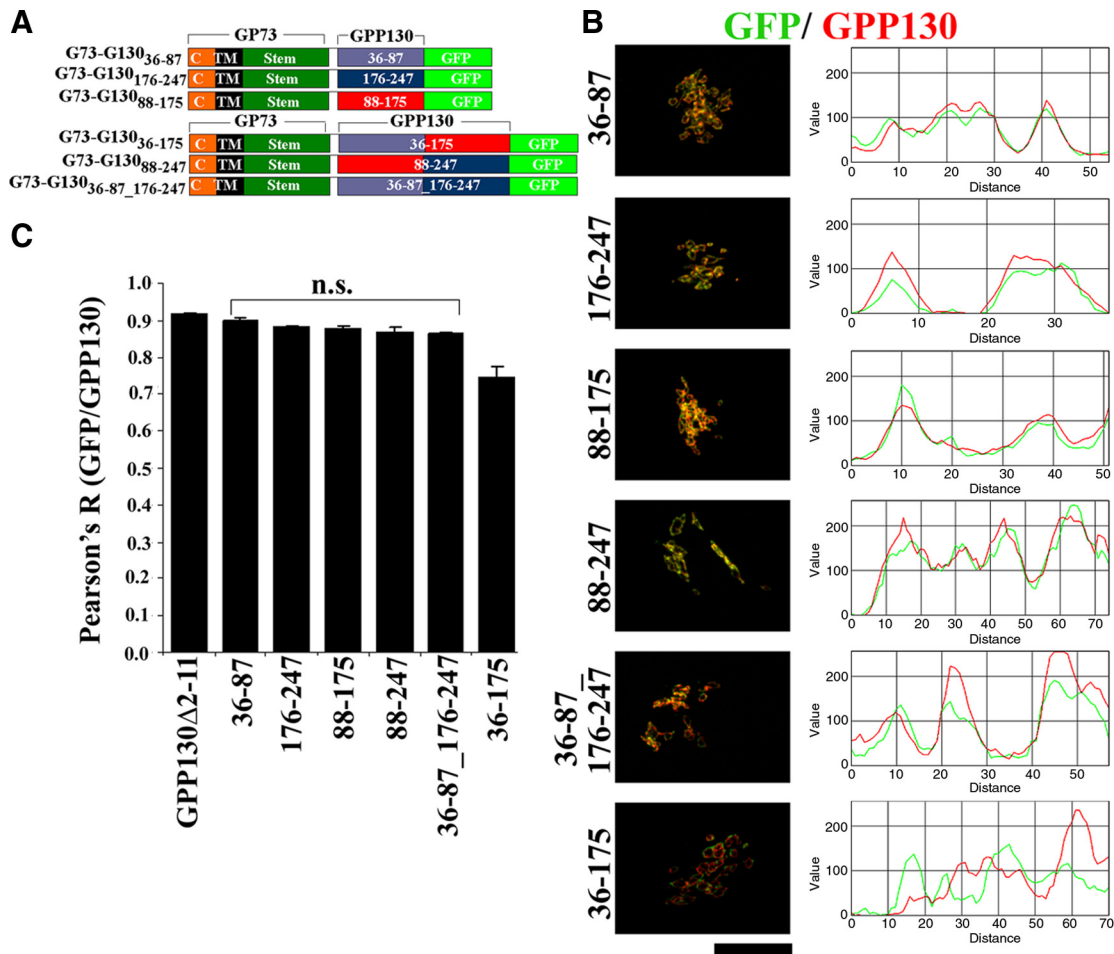 A
GP73 GPP130
G73-G130 36-87 C TM Stem 36-87 GFP
G73-G130 176-247 C TM Stem 176-247 GFP
G73-G130 88-175 C TM Stem 88-175 GFP
GP73 GPP130
G73-G130 36-175 C TM Stem 36-175 GFP
G73-G130 88-247 C TM Stem 88-247 GFP
G73-G130 36-87_176-247 C TM Stem 36-87_176-247 GFP
C
Pearson's R (GFP/GPP130)
n.s.
1.0
0.9
0.8
0.7
0.6
0.5
0.4
0.3
0.2
0.1
0.0
GPP130Δ2-11
36-87
176-247
88-175
88-247
36-87_176-247
36-175
B
GFP/ GPP130
36-87
Value
200
100
0
0 10 20 30 40 50
Distance
176-247
Value
200
100
0
0 10 20 30
Distance
88-175
Value
200
100
0
0 10 20 30 40 50
Distance
88-247
Value
200
100
0
0 10 20 30 40 50 60 70
Distance
36-87_
176-247
Value
200
100
0
0 10 20 30 40 50
Distance
36-175
Value
200
100
0
0 10 20 30 40 50 60 70
Distance